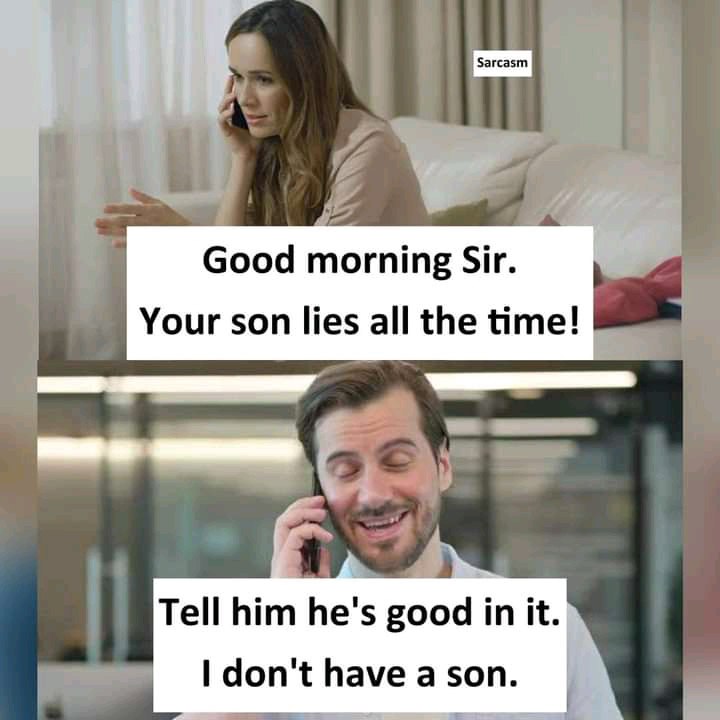 Sarcasm
Good morning Sir.
Your son lies all the time!
Tell him he's good in it.
I don't have a son.